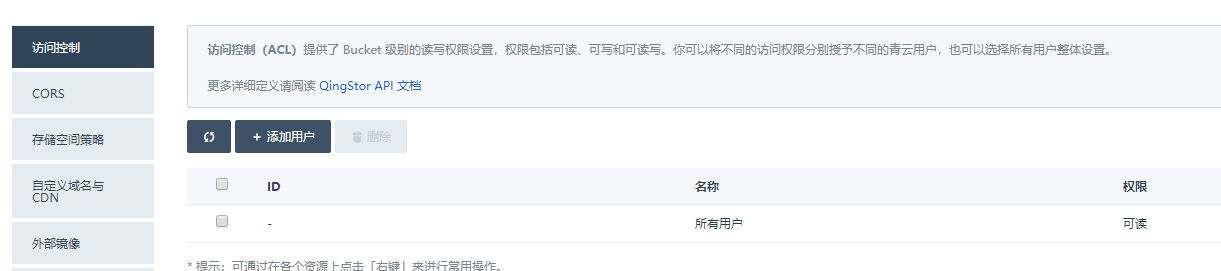 访问控制
CORS
存储空间策略
自定义域名与
CDN
外部镜像
访问控制（ACL）提供了 Bucket 级别的读写权限设置，权限包括可读、可写和可读写。你可以将不同的访问权限分别授予不同的青云用户，也可以选择所有用户整体设置。
更多详细定义请阅读 QingStor API 文档
+ 添加用户 删除
ID 名称 权限
- 所有用户 可读
* 提示：可通过在各个资源上点击「右键」来进行常用操作。